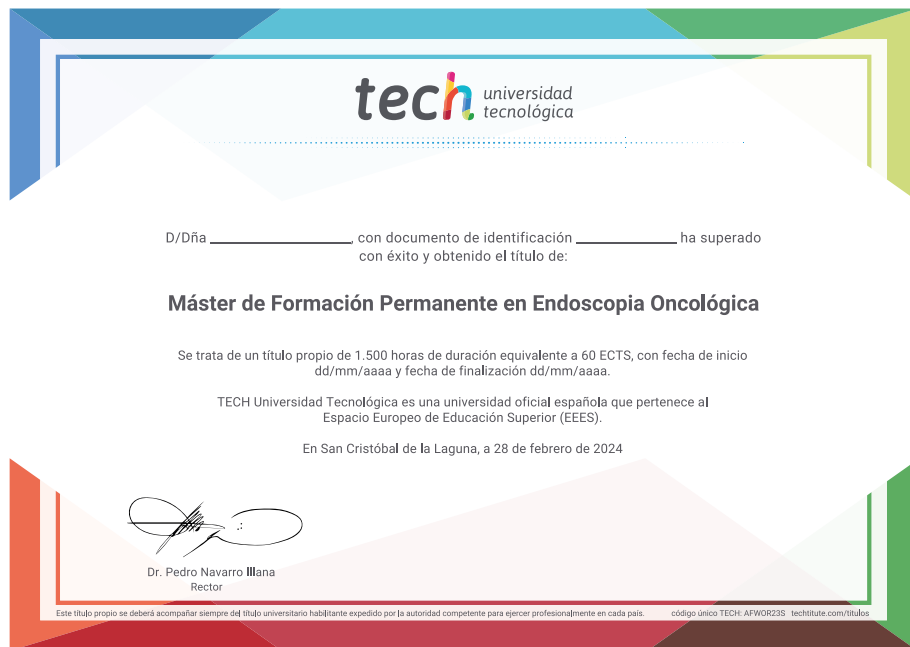 tech universidad
tecnológica
D/Dña ______________, con documento de identificación __________ ha superado
con éxito y obtenido el título de:
Máster de Formación Permanente en Endoscopia Oncológica
Se trata de un título propio de 1.500 horas de duración equivalente a 60 ECTS, con fecha de inicio
dd/mm/aaaa y fecha de finalización dd/mm/aaaa.
TECH Universidad Tecnológica es una universidad oficial española que pertenece al
Espacio Europeo de Educación Superior (EEES).
En San Cristóbal de la Laguna, a 28 de febrero de 2024
Dr. Pedro Navarro Illana
Rector
Este título propio se deberá acompañar siempre del título universitario habilitante expedido por la autoridad competente para ejercer profesionalmente en cada país. código único TECH: AFWOR23S techtitute.com/titulos